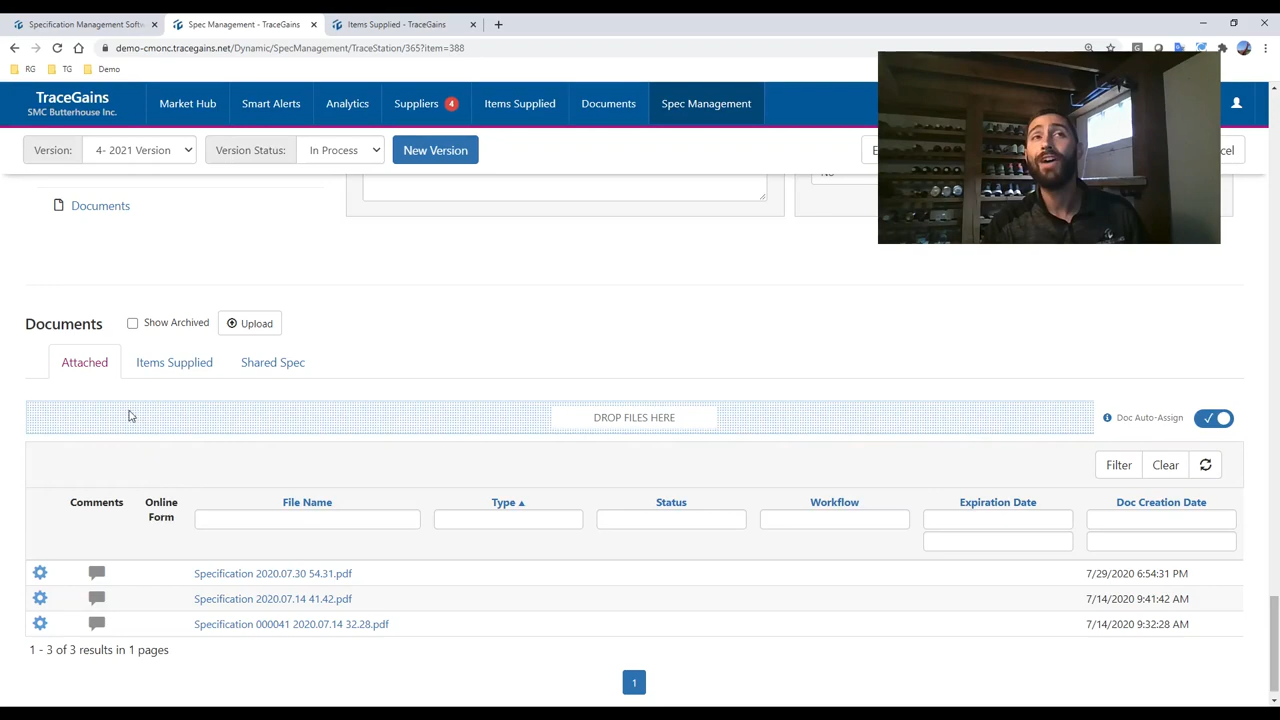 Specification Management Softw
Spec Management - TraceGains
Items Supplied - TraceGains
demo-cmonc.tracegains.net/Dynamic/SpecManagement/TraceStation/365?item=388
RG
TG
Demo
TraceGains
SMC Butterhouse Inc.
Market Hub
Smart Alerts
Analytics
Suppliers 4
Items Supplied
Documents
Spec Management
Version: 4- 2021 Version
Version Status: In Process
New Version
Documents
Documents
Show Archived
Upload
Attached
Items Supplied
Shared Spec
DROP FILES HERE
Doc Auto-Assign
Filter
Clear
Comments
Online
Form
File Name
Type
Status
Workflow
Expiration Date
Doc Creation Date
Specification 2020.07.30 54.31.pdf 7/29/2020 6:54:31 PM
Specification 2020.07.14 41.42.pdf 7/14/2020 9:41:42 AM
Specification 000041 2020.07.14 32.28.pdf 7/14/2020 9:32:28 AM
1 - 3 of 3 results in 1 pages
1